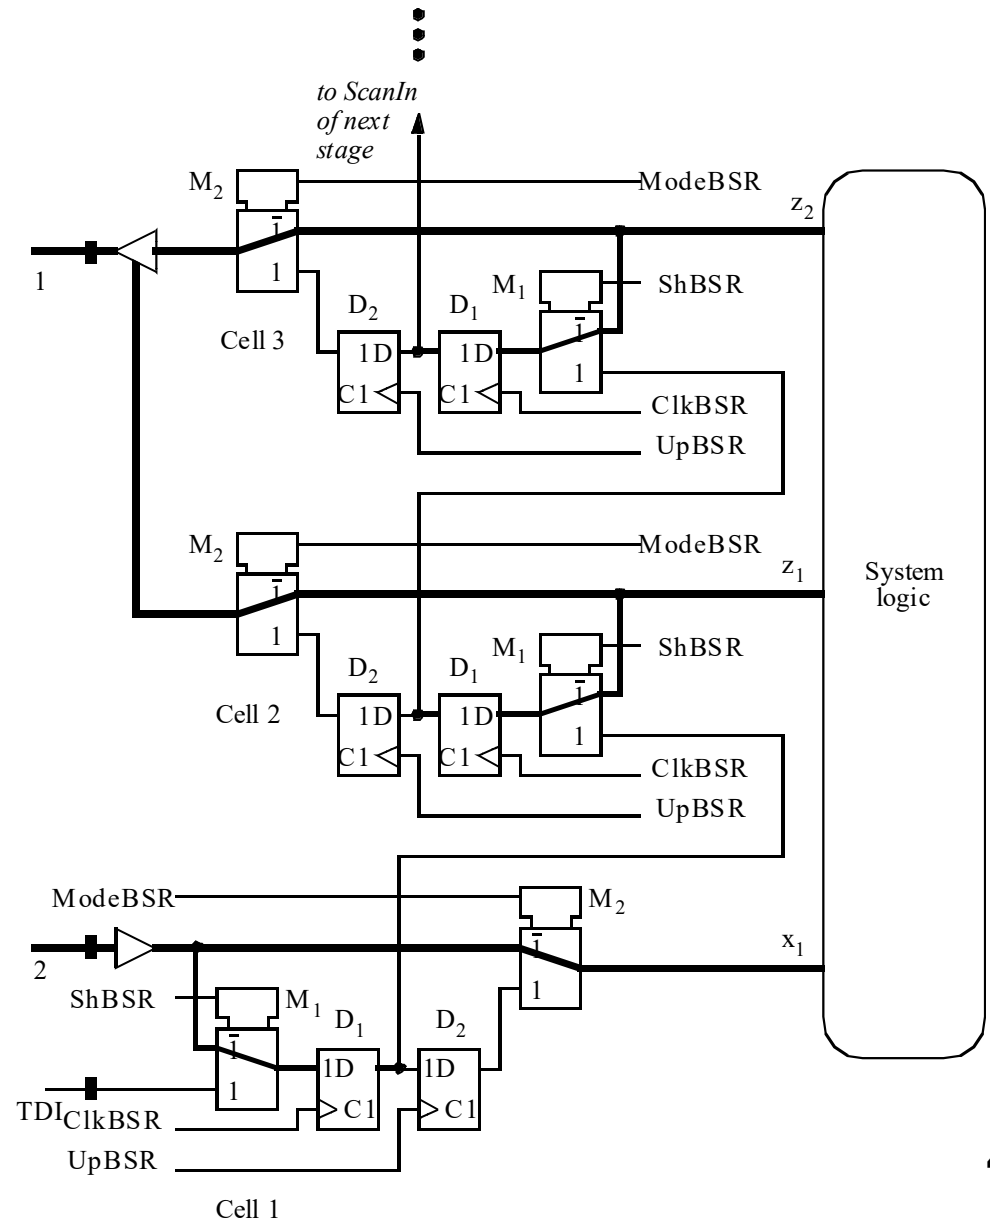 to ScanIn
of next
stage
M2
ModeBSR
z2
1̅
1
1
M1
ShBSR
D2
D1
Cell 3
1D
1D
1̅
1
C1
C1
ClkBSR
UpBSR
M2
ModeBSR
z1
System
logic
1̅
1
M1
ShBSR
D2
D1
Cell 2
1D
1D
1̅
1
C1
C1
ClkBSR
UpBSR
ModeBSR
M2
x1
1̅
1
2
ShBSR
M1
D1
D2
1̅
1
1D
1D
C1
C1
TDI
ClkBSR
UpBSR
Cell 1